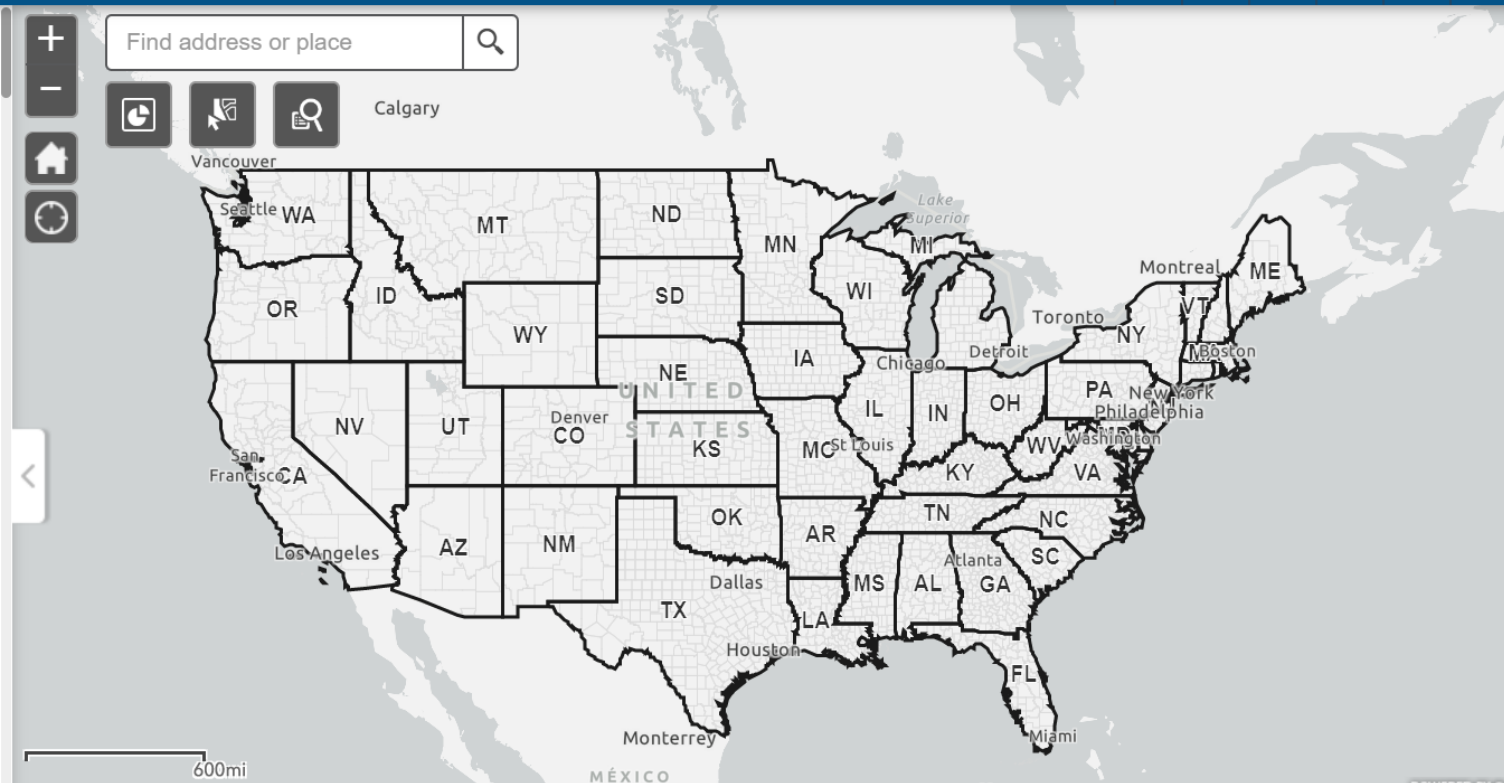 +
Find address or place
−
Calgary
Vancouver
Seattle
WA
MT
ND
MN
Lake
Superior
MI
Montreal
ME
OR
ID
SD
WI
VT
WY
Toronto
NY
IA
Chicago
Detroit
Boston
NE
UNITED
STATES
PA
New York
Philadelphia
NV
UT
Denver
CO
IL
IN
OH
KS
St Louis
WV
Washington
San
Francisco
CA
KY
VA
OK
TN
NC
AZ
NM
AR
Los Angeles
Atlanta
SC
Dallas
MS
AL
GA
TX
LA
Houston
FL
Monterrey
Miami
600mi
MÉXICO